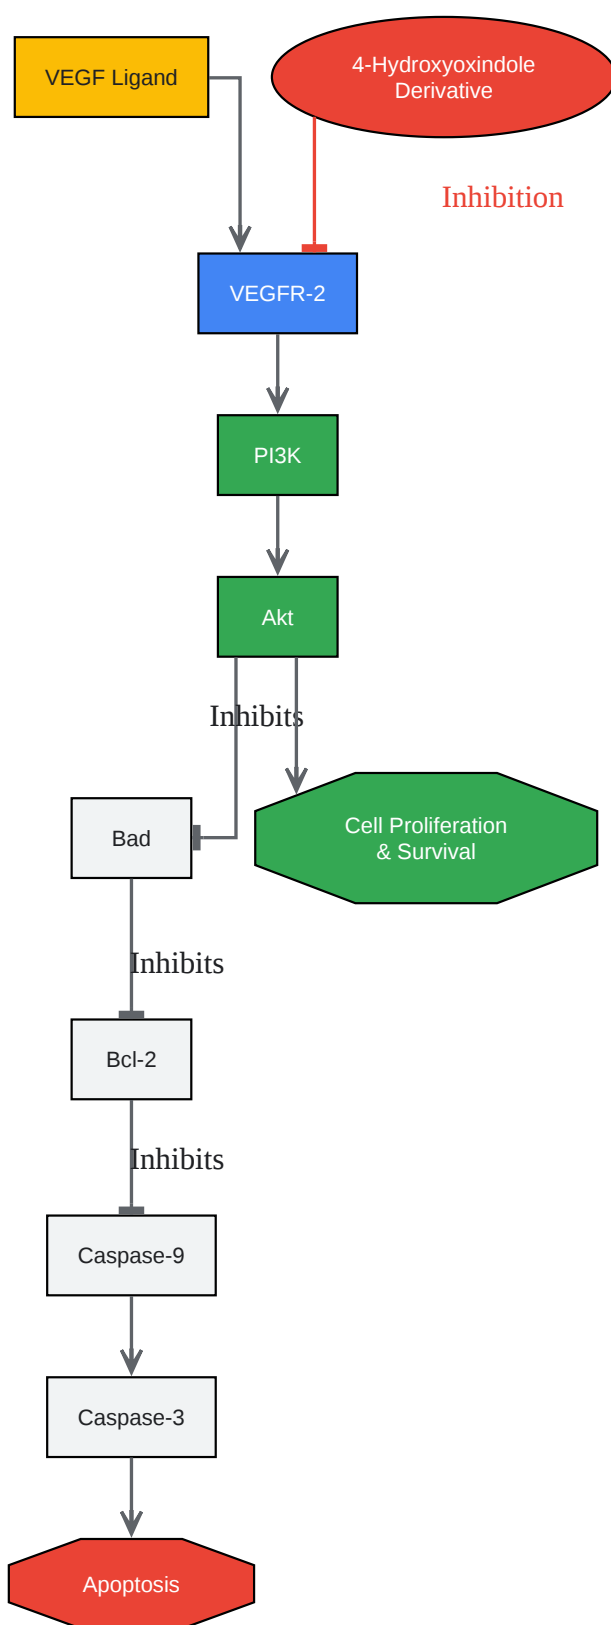 VEGF Ligand
4-Hydroxyoxindole
Derivative
Inhibition
VEGFR-2
PI3K
Akt
Inhibits
Bad
Cell Proliferation
& Survival
Inhibits
Bcl-2
Inhibits
Caspase-9
Caspase-3
Apoptosis